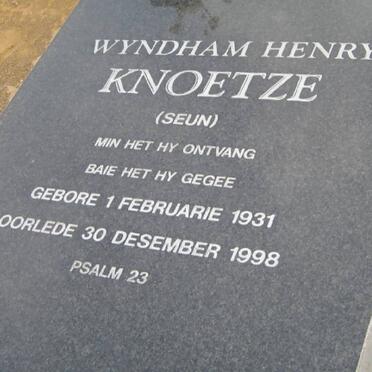 WYNDHAM HENRY
KNOETZE
(SEUN)
MIN HET HY ONTVANG
BAIE HET HY GEGEE
GEBORE 1 FEBRUARIE 1931
OORLEDE 30 DESEMBER 1998
PSALM 23